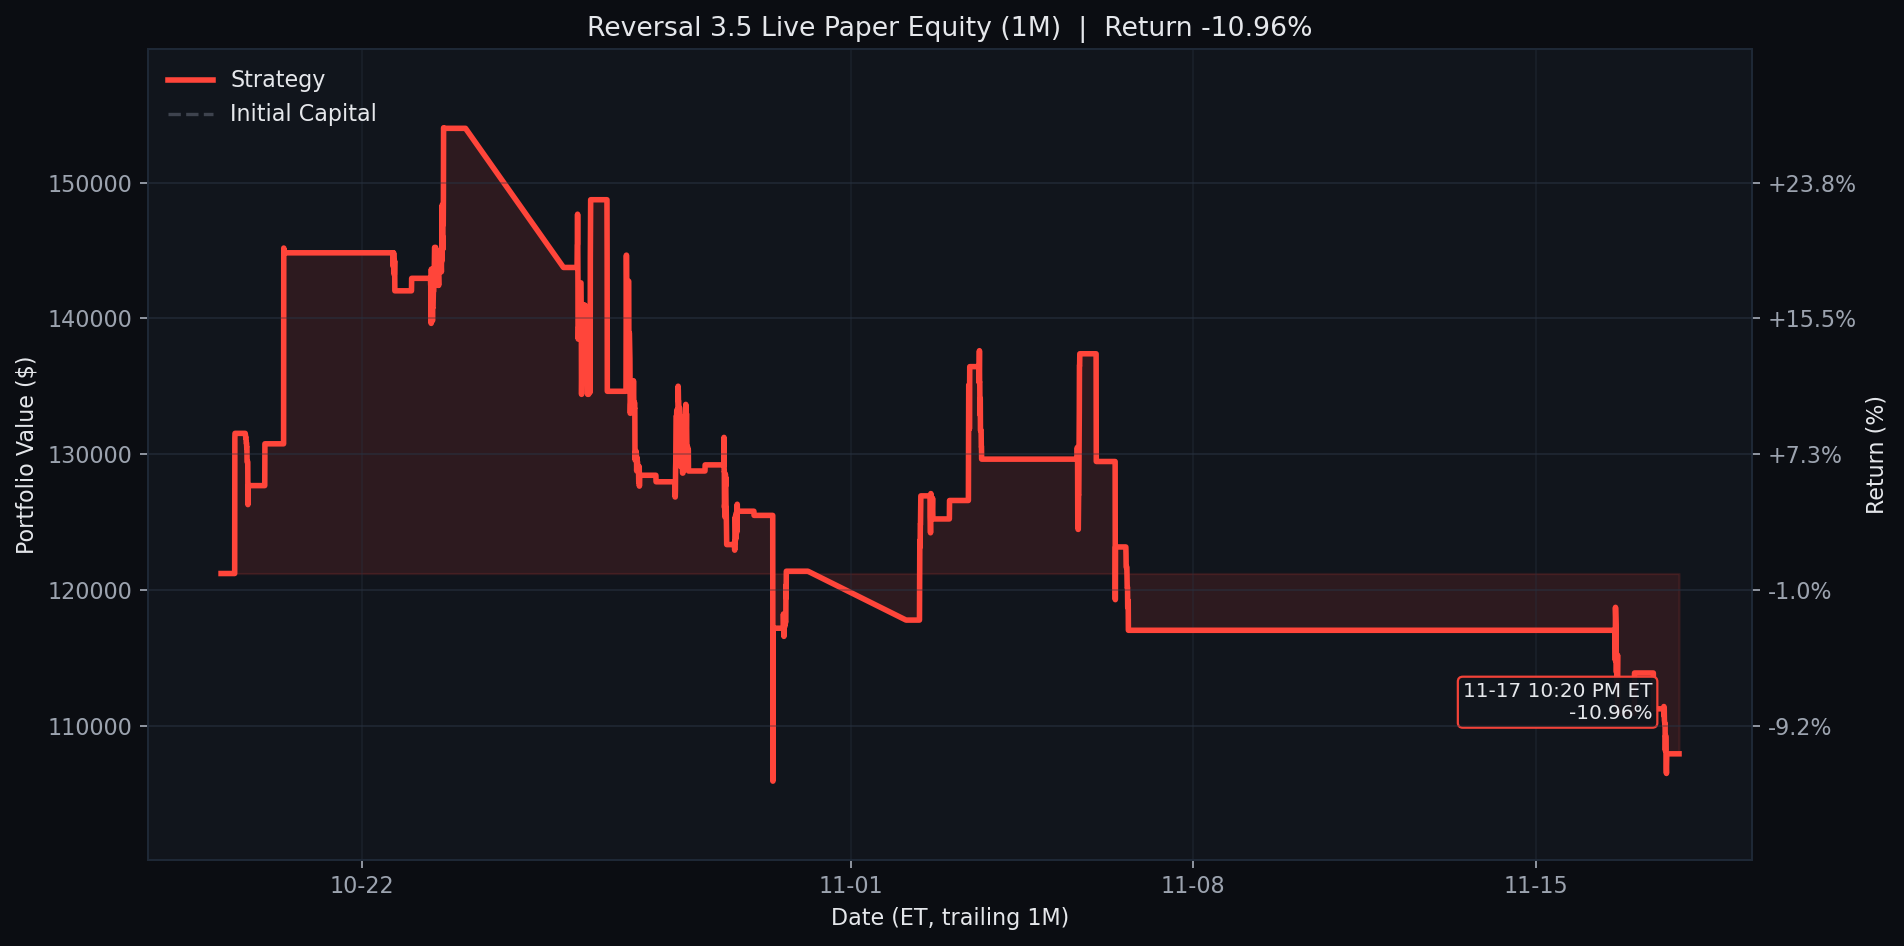 Reversal 3.5 Live Paper Equity (1M)  |  Return -10.96%
Strategy
Initial Capital
Portfolio Value ($)
150000
140000
130000
120000
110000
+23.8%
+15.5%
+7.3%
-1.0%
-9.2%
Return (%)
11-17 10:20 PM ET
-10.96%
10-22
11-01
11-08
11-15
Date (ET, trailing 1M)